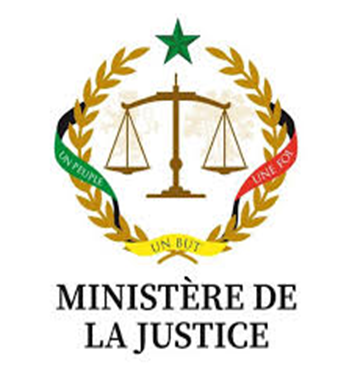 UN PEUPLE
UN BUT
UNE FOI
MINISTÈRE DE
LA JUSTICE